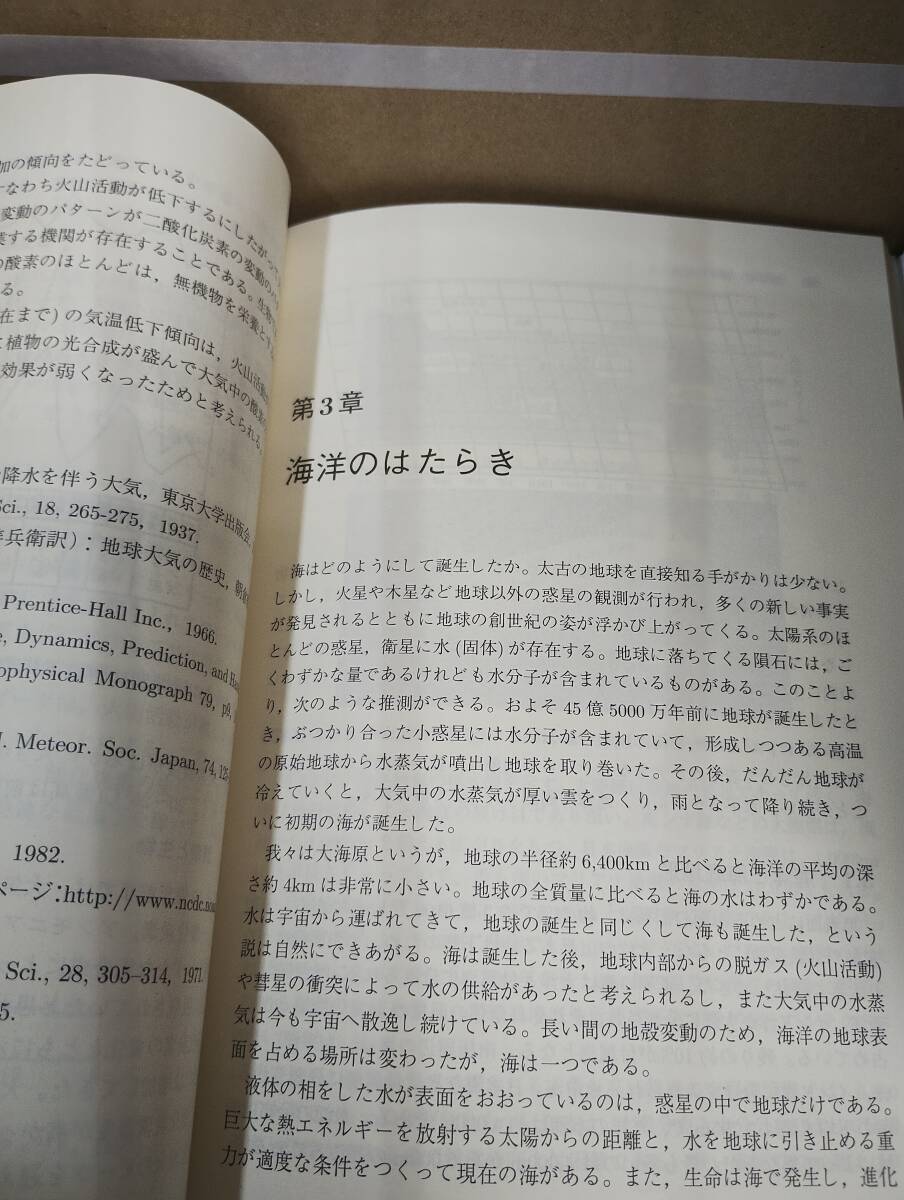 加の傾向をたどっている。
なわち火山活動が低下するにしたがって
変動のパターンが二酸化炭素の変動の
する機関が存在することである。生物
の酸素のほとんどは，無機物を栄養とす
る。
在まで）の気温低下傾向は，火山活動
植物の光合成が盛んで大気中の酸素
効果が弱くなったためと考えられる。
降水を伴う大気，東京大学出版会，
Sci., 18, 265-275, 1937.
兵衛訳）：地球大気の歴史，朝倉
Prentice-Hall Inc., 1966.
e, Dynamics, Prediction, and
ophysical Monograph 79, p9,
J. Meteor. Soc. Japan, 74,
1982.
ページ：http://www.ncdc.
Sci., 28, 305–314, 1971.
5.
第3章
海洋のはたらき
海はどのようにして誕生したか。太古の地球を直接知る手がかりは少ない。
しかし，火星や木星など地球以外の惑星の観測が行われ，多くの新しい事実
が発見されるとともに地球の創世紀の姿が浮かび上がってくる。太陽系のほ
とんどの惑星，衛星に水(固体)が存在する。地球に落ちてくる隕石には，ご
くわずかな量であるけれども水分子が含まれているものがある。このことよ
り，次のような推測ができる。およそ45億5000万年前に地球が誕生したと
き，ぶつかり合った小惑星には水分子が含まれていて，形成しつつある高温
の原始地球から水蒸気が噴出し地球を取り巻いた。その後，だんだん地球が
冷えていくと，大気中の水蒸気が厚い雲をつくり，雨となって降り続き，つ
いに初期の海が誕生した。
我々は大海原というが，地球の半径約6,400kmと比べると海洋の平均の深
さ約4kmは非常に小さい。地球の全質量に比べると海の水はわずかである。
水は宇宙から運ばれてきて，地球の誕生と同じくして海も誕生した，という
説は自然にできあがる。海は誕生した後，地球内部からの脱ガス(火山活動)
や彗星の衝突によって水の供給があったと考えられるし，また大気中の水蒸
気は今も宇宙へ散逸し続けている。長い間の地殻変動のため，海洋の地球表
面を占める場所は変わったが，海は一つである。
液体の相をした水が表面をおおっているのは，惑星の中で地球だけである。
巨大な熱エネルギーを放射する太陽からの距離と，水を地球に引き止める重
力が適度な条件をつくって現在の海がある。また，生命は海で発生し，進化